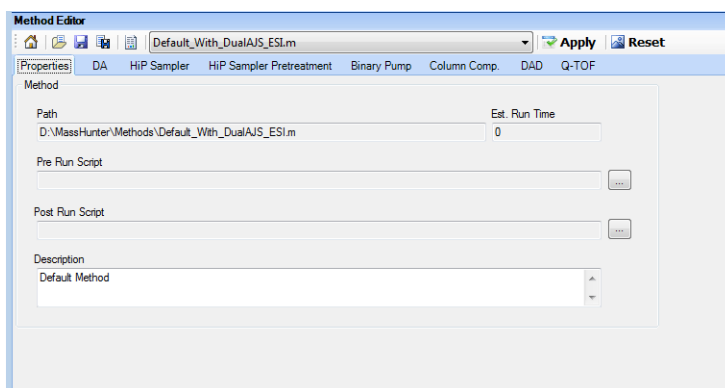 Method Editor
Default_With_DualAJS_ESI.m Apply Reset
Properties DA HiP Sampler HiP Sampler Pretreatment Binary Pump Column Comp. DAD Q-TOF
Method
Path Est. Run Time
D:\MassHunter\Methods\Default_With_DualAJS_ESI.m 0
Pre Run Script
...
Post Run Script
...
Description
Default Method